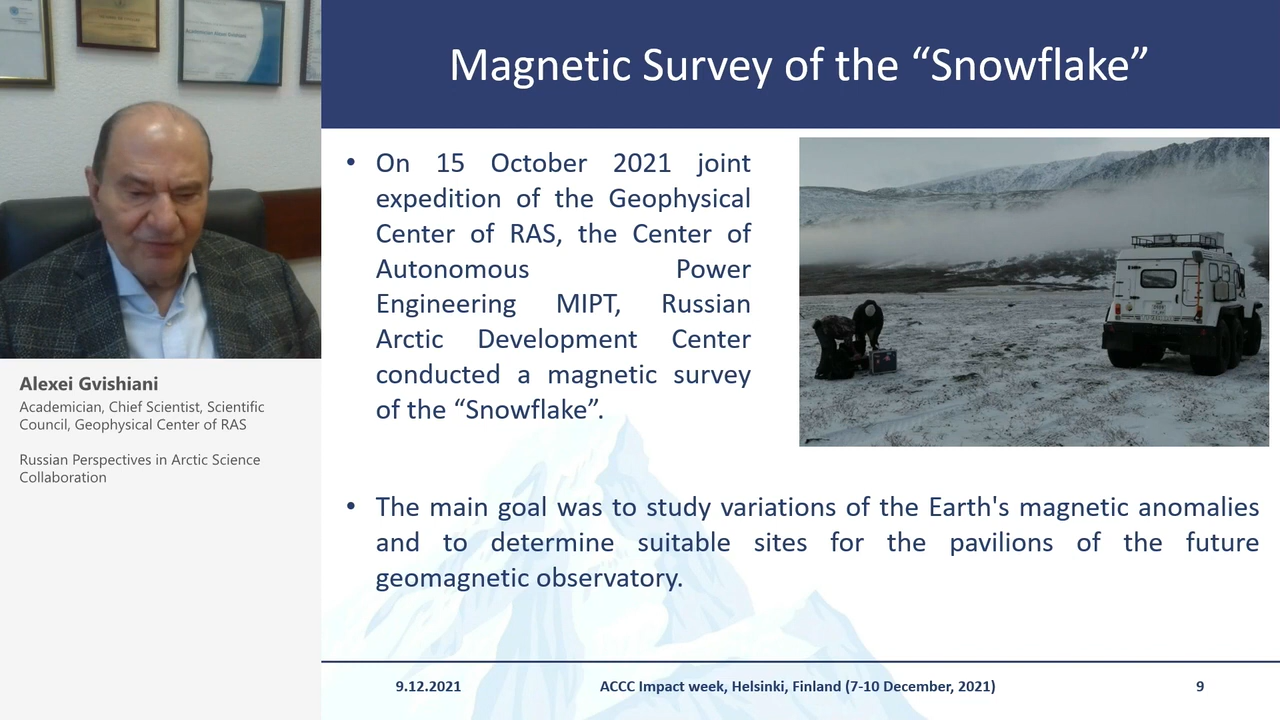 Magnetic Survey of the “Snowflake”
• On 15 October 2021 joint
expedition of the Geophysical
Center of RAS, the Center of
Autonomous Power
Engineering MIPT, Russian
Arctic Development Center
conducted a magnetic survey
of the “Snowflake”.
• The main goal was to study variations of the Earth's magnetic anomalies
and to determine suitable sites for the pavilions of the future
geomagnetic observatory.
Alexei Gvishiani
Academician, Chief Scientist, Scientific
Council, Geophysical Center of RAS
Russian Perspectives in Arctic Science
Collaboration
9.12.2021
ACCC Impact week, Helsinki, Finland (7-10 December, 2021)
9